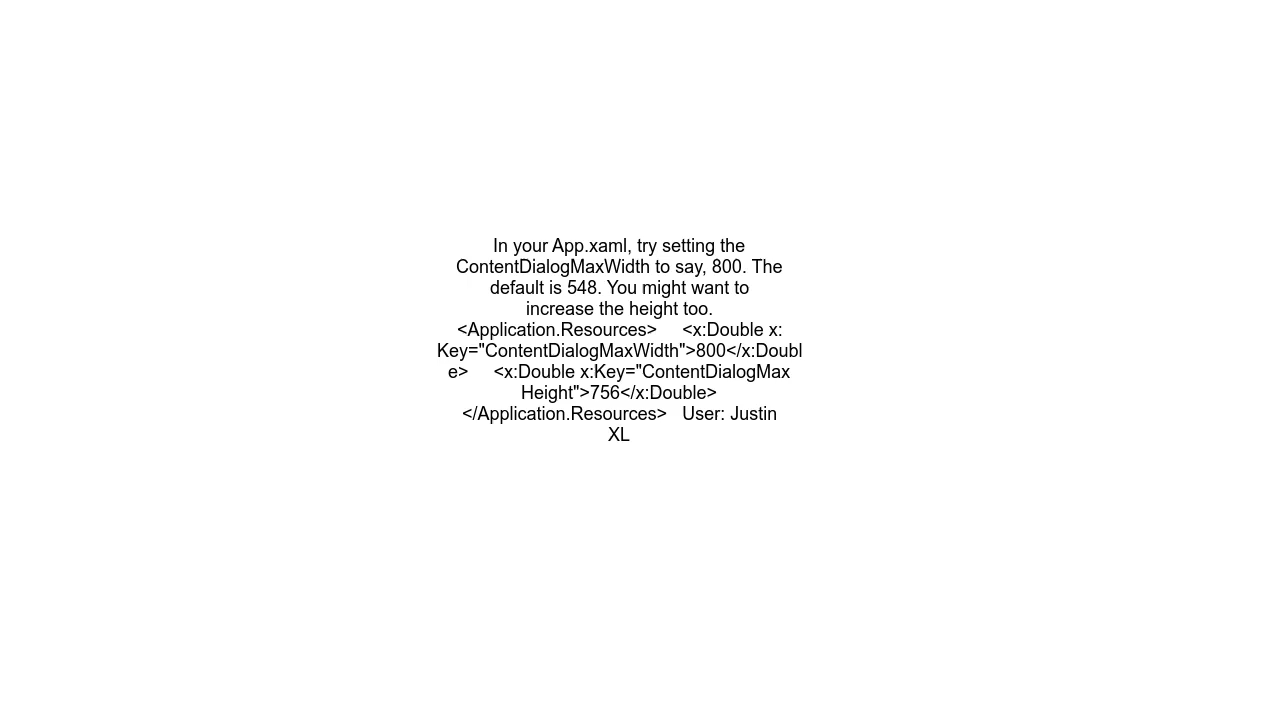 In your App.xaml, try setting the
ContentDialogMaxWidth to say, 800. The
default is 548. You might want to
increase the height too.
<Application.Resources>     <x:Double x:
Key="ContentDialogMaxWidth">800</x:Doubl
e>     <x:Double x:Key="ContentDialogMax
Height">756</x:Double>
</Application.Resources>   User: Justin
XL